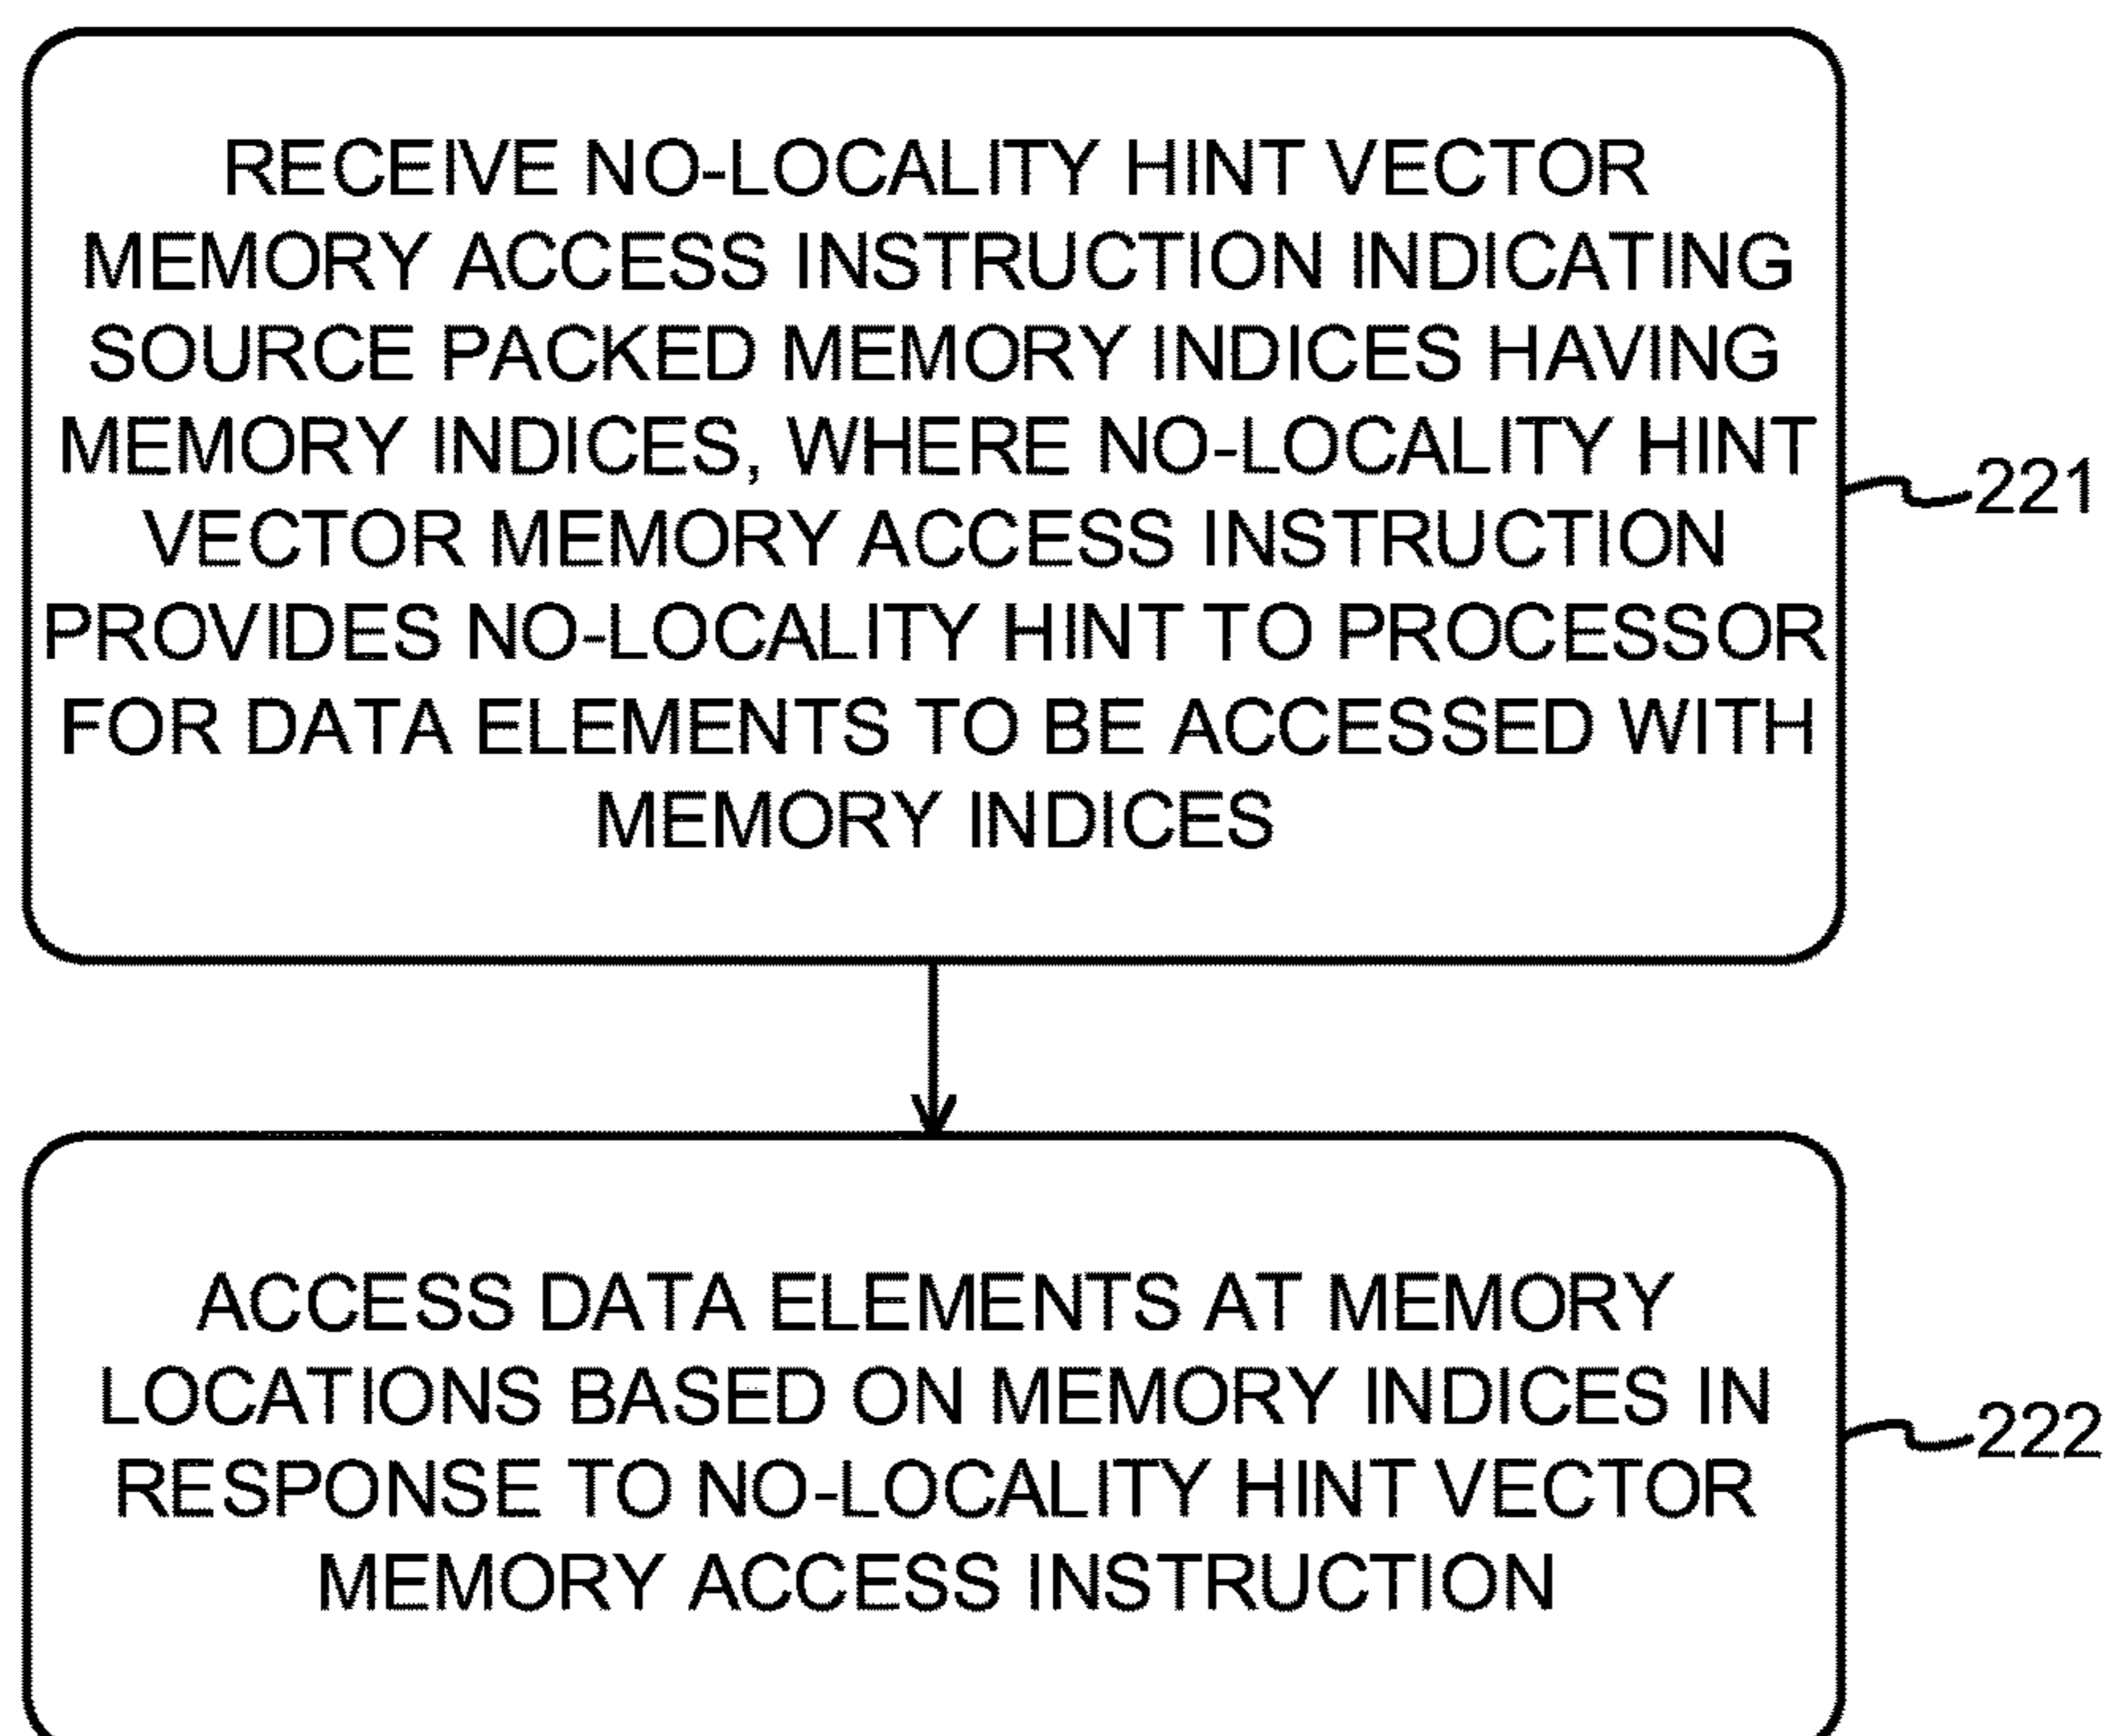 RECEIVE NO-LOCALITY HINT VECTOR
MEMORY ACCESS INSTRUCTION INDICATING
SOURCE PACKED MEMORY INDICES HAVING
MEMORY INDICES, WHERE NO-LOCALITY HINT
VECTOR MEMORY ACCESS INSTRUCTION
PROVIDES NO-LOCALITY HINT TO PROCESSOR
FOR DATA ELEMENTS TO BE ACCESSED WITH
MEMORY INDICES
221
ACCESS DATA ELEMENTS AT MEMORY
LOCATIONS BASED ON MEMORY INDICES IN
RESPONSE TO NO-LOCALITY HINT VECTOR
MEMORY ACCESS INSTRUCTION
222